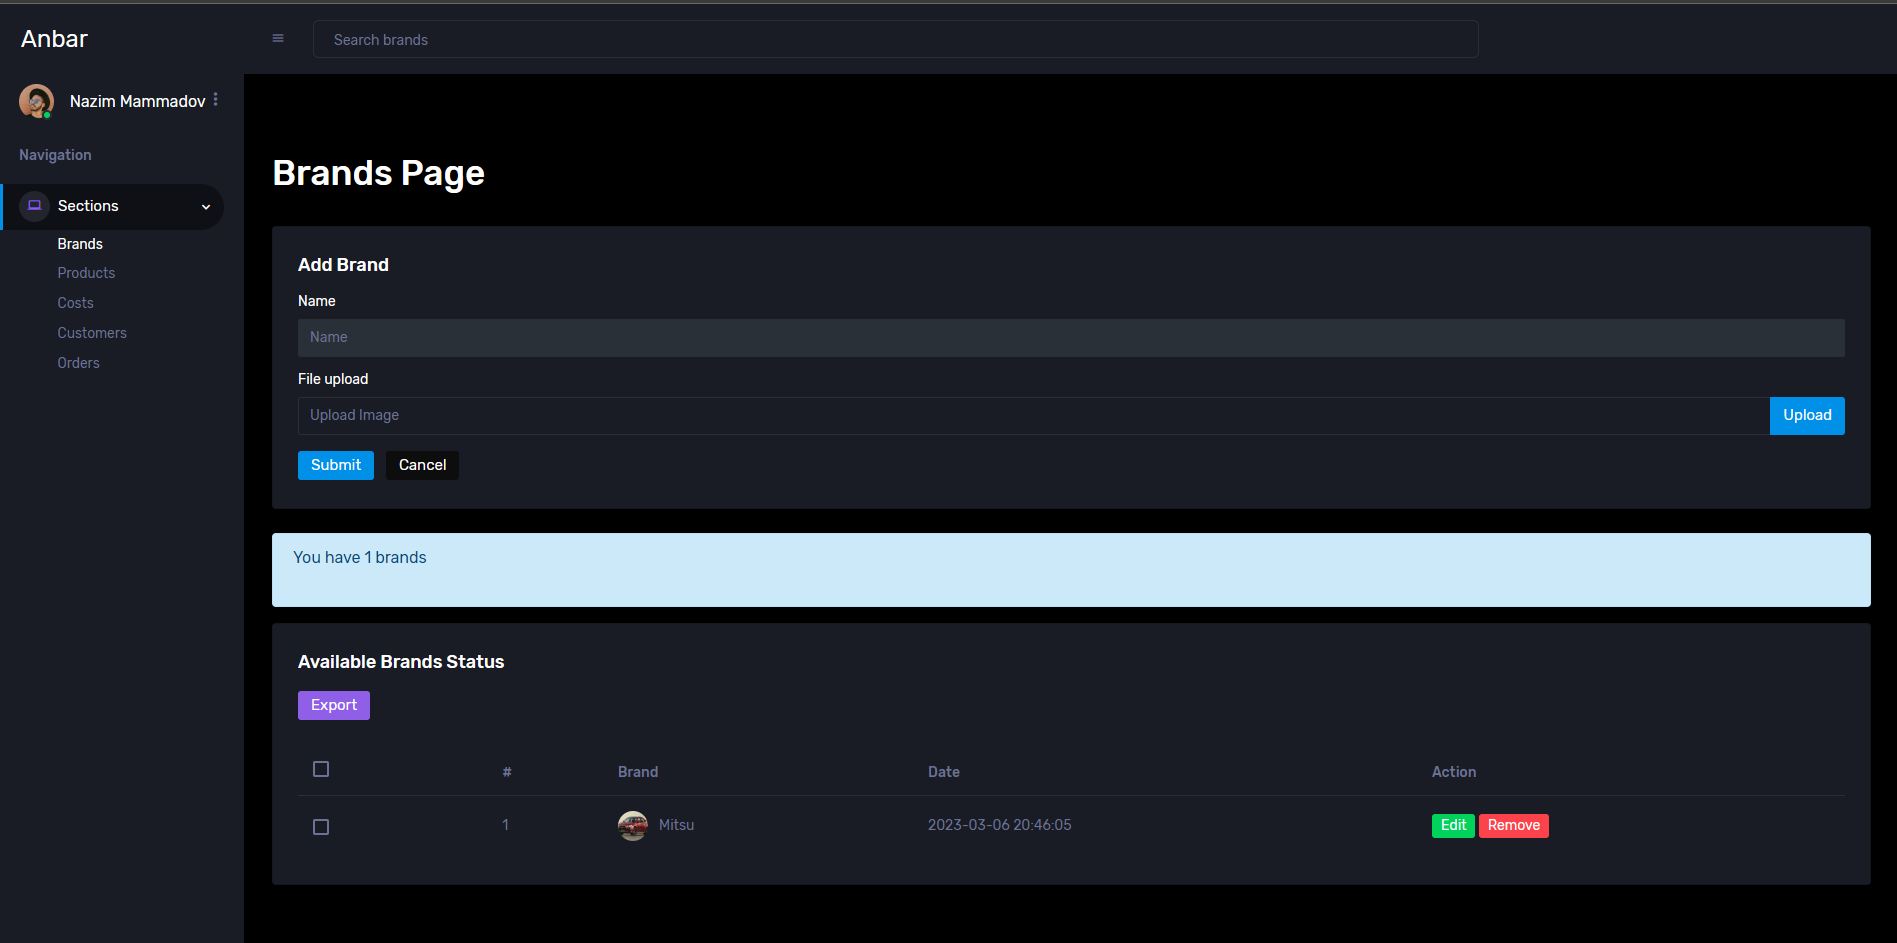 Anbar
Search brands
Nazim Mammadov
Navigation
Sections
Brands
Products
Costs
Customers
Orders
Brands Page
Add Brand
Name
Name
File upload
Upload Image
Upload
Submit Cancel
You have 1 brands
Available Brands Status
Export
# Brand Date Action
1 Mitsu 2023-03-06 20:46:05 Edit Remove